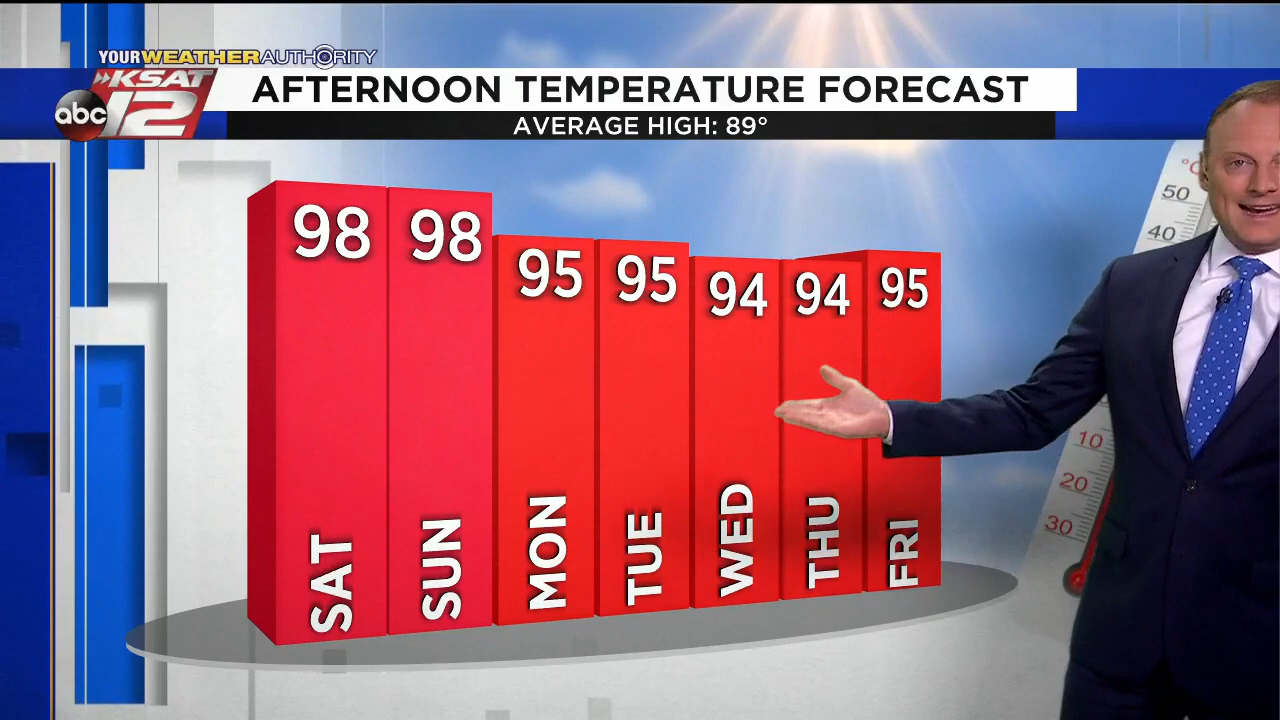 YOURWEATHERAUTHORITY
KSAT
abc 12
AFTERNOON TEMPERATURE FORECAST
AVERAGE HIGH: 89°
98 98 95 95 94 94 95
SAT SUN MON TUE WED THU FRI
°C
50
40
10
20
30